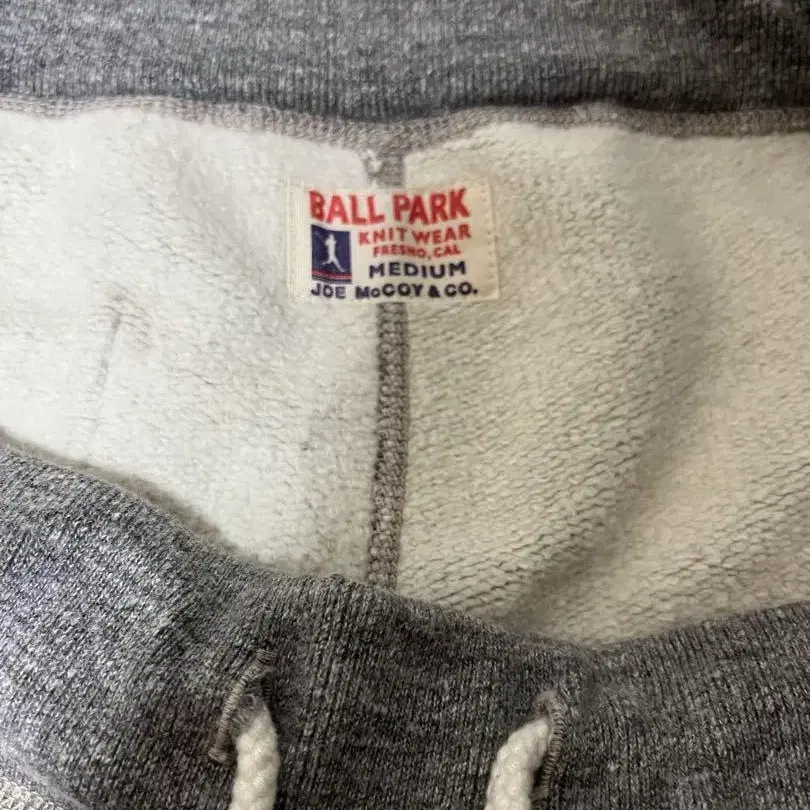 BALL PARK
KNIT WEAR
FRESNO, CAL
MEDIUM
JOE McCOY & CO.